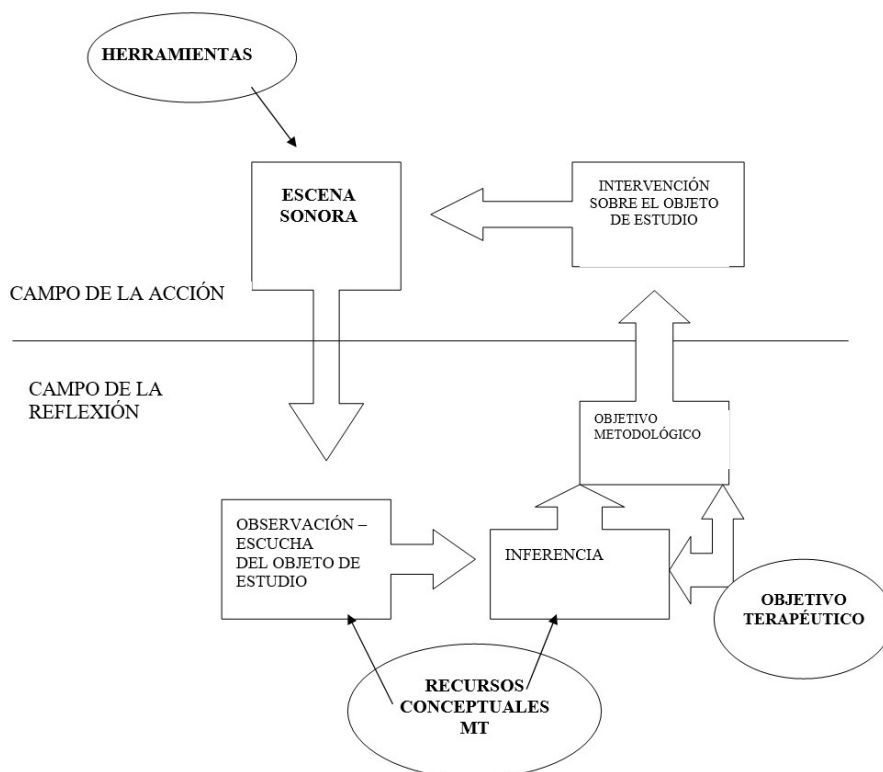 HERRAMIENTAS
ESCENA
SONORA
INTERVENCIÓN
SOBRE EL OBJETO
DE ESTUDIO
CAMPO DE LA ACCIÓN
CAMPO DE LA
REFLEXIÓN
OBJETIVO
METODOLÓGICO
OBSERVACIÓN –
ESCUCHA
DEL OBJETO DE
ESTUDIO
INFERENCIA
OBJETIVO
TERAPÉUTICO
RECURSOS
CONCEPTUALES
MT